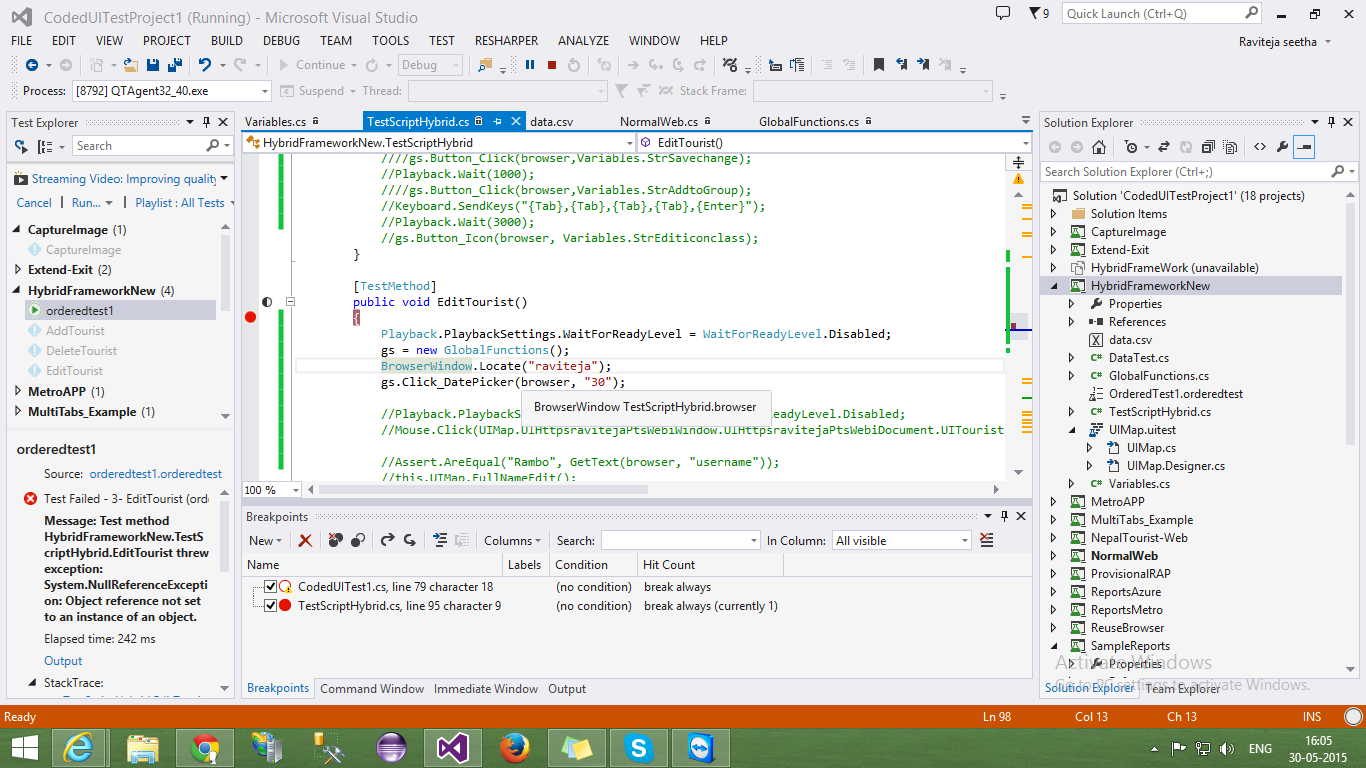 CodedUITestProject1 (Running) - Microsoft Visual Studio
9
Quick Launch (Ctrl+Q)
FILE EDIT VIEW PROJECT BUILD DEBUG TEAM TOOLS TEST RESHARPER ANALYZE WINDOW HELP
Raviteja seetha
Continue Debug
Process: [8792] QTAgent32_40.exe Suspend Thread: Stack Frame:
Test Explorer
Search
Streaming Video: Improving quality
Cancel Run... Playlist : All Tests
CaptureImage (1)
CaptureImage
Extend-Exit (2)
HybridFrameworkNew (4)
orderedtest1
AddTourist
DeleteTourist
EditTourist
MetroAPP (1)
MultiTabs_Example (1)
orderedtest1
Source: orderedtest1.orderedtest
Test Failed - 3- EditTourist (ord
Message: Test method
HybridFrameworkNew.TestS
criptHybrid.EditTourist threw
exception:
System.NullReferenceExcepti
on: Object reference not set
to an instance of an object.
Elapsed time: 242 ms
Output
StackTrace:
Variables.cs TestScriptHybrid.cs data.csv NormalWeb.cs GlobalFunctions.cs
HybridFrameworkNew.TestScriptHybrid EditTourist()
////gs.Button_Click(browser,Variables.StrSavechange);
//Playback.Wait(1000);
////gs.Button_Click(browser,Variables.StrAddtoGroup);
//Keyboard.SendKeys("{Tab},{Tab},{Tab},{Tab},{Enter}");
//Playback.Wait(3000);
//gs.Button_Icon(browser, Variables.StrEditiconclass);
}
[TestMethod]
public void EditTourist()
{
Playback.PlaybackSettings.WaitForReadyLevel = WaitForReadyLevel.Disabled;
gs = new GlobalFunctions();
BrowserWindow.Locate("raviteja");
gs.Click_DatePicker(browser, "30");
BrowserWindow TestScriptHybrid.browser
//Playback.PlaybackS eadyLevel.Disabled;
//Mouse.Click(UIMap.UIHttpsravitejaPtsWebiWindow.UIHttpsravitejaPtsWebiDocument.UITourist
//Assert.AreEqual("Rambo", GetText(browser, "username"));
//this.UIMap.FullNameEdit();
100 %
Breakpoints
New Columns Search: In Column: All visible
Name Labels Condition Hit Count
CodedUITest1.cs, line 79 character 18 (no condition) break always
TestScriptHybrid.cs, line 95 character 9 (no condition) break always (currently 1)
Breakpoints Command Window Immediate Window Output
Solution Explorer
Search Solution Explorer (Ctrl+;)
Solution 'CodedUITestProject1' (18 projects)
Solution Items
CaptureImage
Extend-Exit
HybridFrameWork (unavailable)
HybridFrameworkNew
Properties
References
data.csv
DataTest.cs
GlobalFunctions.cs
OrderedTest1.orderedtest
TestScriptHybrid.cs
UIMap.uitest
UIMap.cs
UIMap.Designer.cs
Variables.cs
MetroAPP
MultiTabs_Example
NepalTourist-Web
NormalWeb
ProvisionalRAP
ReportsAzure
ReportsMetro
ReuseBrowser
SampleReports
Properties
Activate Windows
Go to PC settings to activate Windows.
Solution Explorer Team Explorer
Ready Ln 98 Col 13 Ch 13 INS
ENG
16:05
30-05-2015